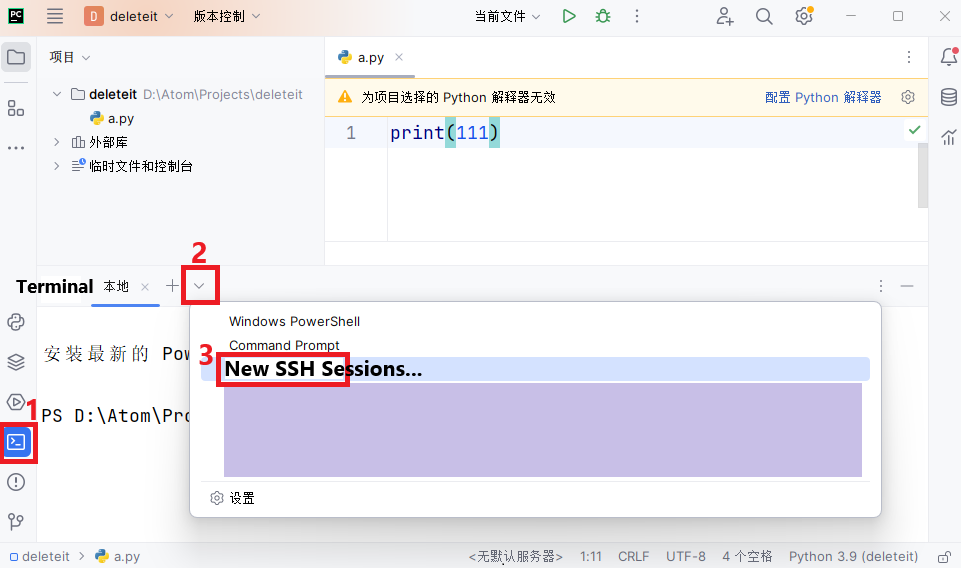 PC D deleteit 版本控制 当前文件
项目 a.py
deleteit D:\Atom\Projects\deleteit
为项目选择的 Python 解释器无效 配置 Python 解释器
a.py
1 print(111)
外部库
临时文件和控制台
2
Terminal 本地
Windows PowerShell
Command Prompt
安装最新的 Pow
3 New SSH Sessions...
1
PS D:\Atom\Pro
设置
deleteit a.py <无默认服务器> 1:11 CRLF UTF-8 4 个空格 Python 3.9 (deleteit)